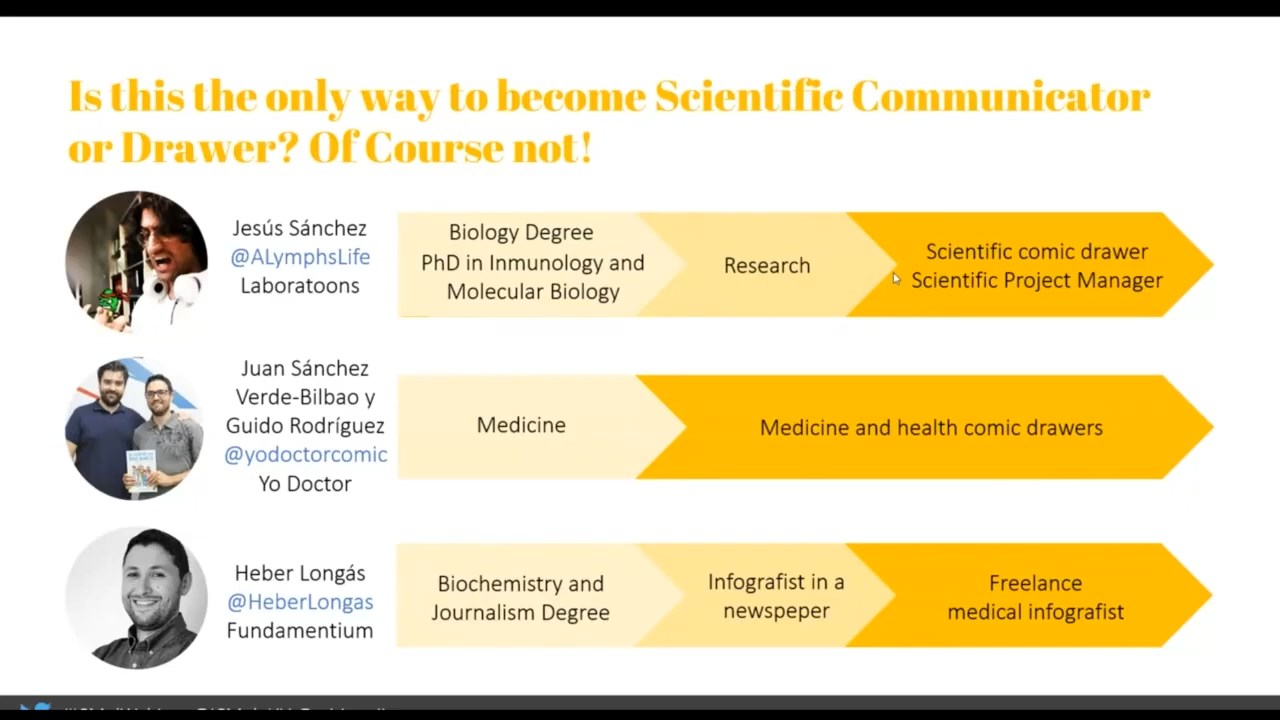 Is this the only way to become Scientific Communicator
or Drawer? Of Course not!
Jesús Sánchez
@ALymphsLife
Laboratoons
Biology Degree
PhD in Inmunology and
Molecular Biology
Research
Scientific comic drawer
Scientific Project Manager
Juan Sánchez
Verde-Bilbao y
Guido Rodríguez
@yodoctorcomic
Yo Doctor
Medicine
Medicine and health comic drawers
Heber Longás
@HeberLongas
Fundamentium
Biochemistry and
Journalism Degree
Infografist in a
newspeper
Freelance
medical infografist